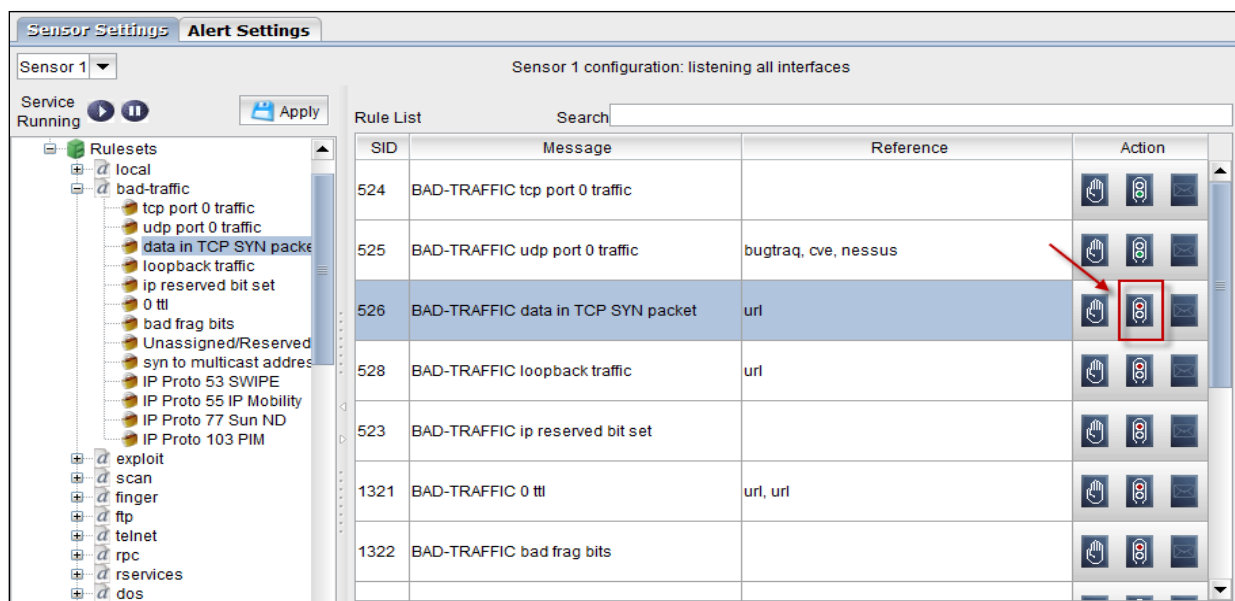 Sensor Settings Alert Settings
Sensor 1
Sensor 1 configuration: listening all interfaces
Service
Running
Apply
Rulesets
local
bad-traffic
tcp port 0 traffic
udp port 0 traffic
data in TCP SYN packe
loopback traffic
ip reserved bit set
0 ttl
bad frag bits
Unassigned/Reserved
syn to multicast addres
IP Proto 53 SWIPE
IP Proto 55 IP Mobility
IP Proto 77 Sun ND
IP Proto 103 PIM
exploit
scan
finger
ftp
telnet
rpc
rservices
dos
Rule List Search
SID Message Reference Action
524 BAD-TRAFFIC tcp port 0 traffic
525 BAD-TRAFFIC udp port 0 traffic bugtraq, cve, nessus
526 BAD-TRAFFIC data in TCP SYN packet url
528 BAD-TRAFFIC loopback traffic url
523 BAD-TRAFFIC ip reserved bit set
1321 BAD-TRAFFIC 0 ttl url, url
1322 BAD-TRAFFIC bad frag bits